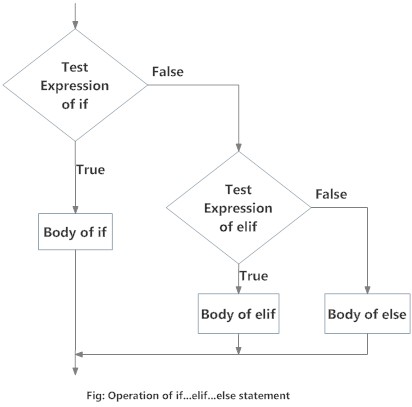 Test
Expression
of if
False
True
Test
Expression
of elif
False
Body of if
True
Body of elif
Body of else
Fig: Operation of if...elif...else statement